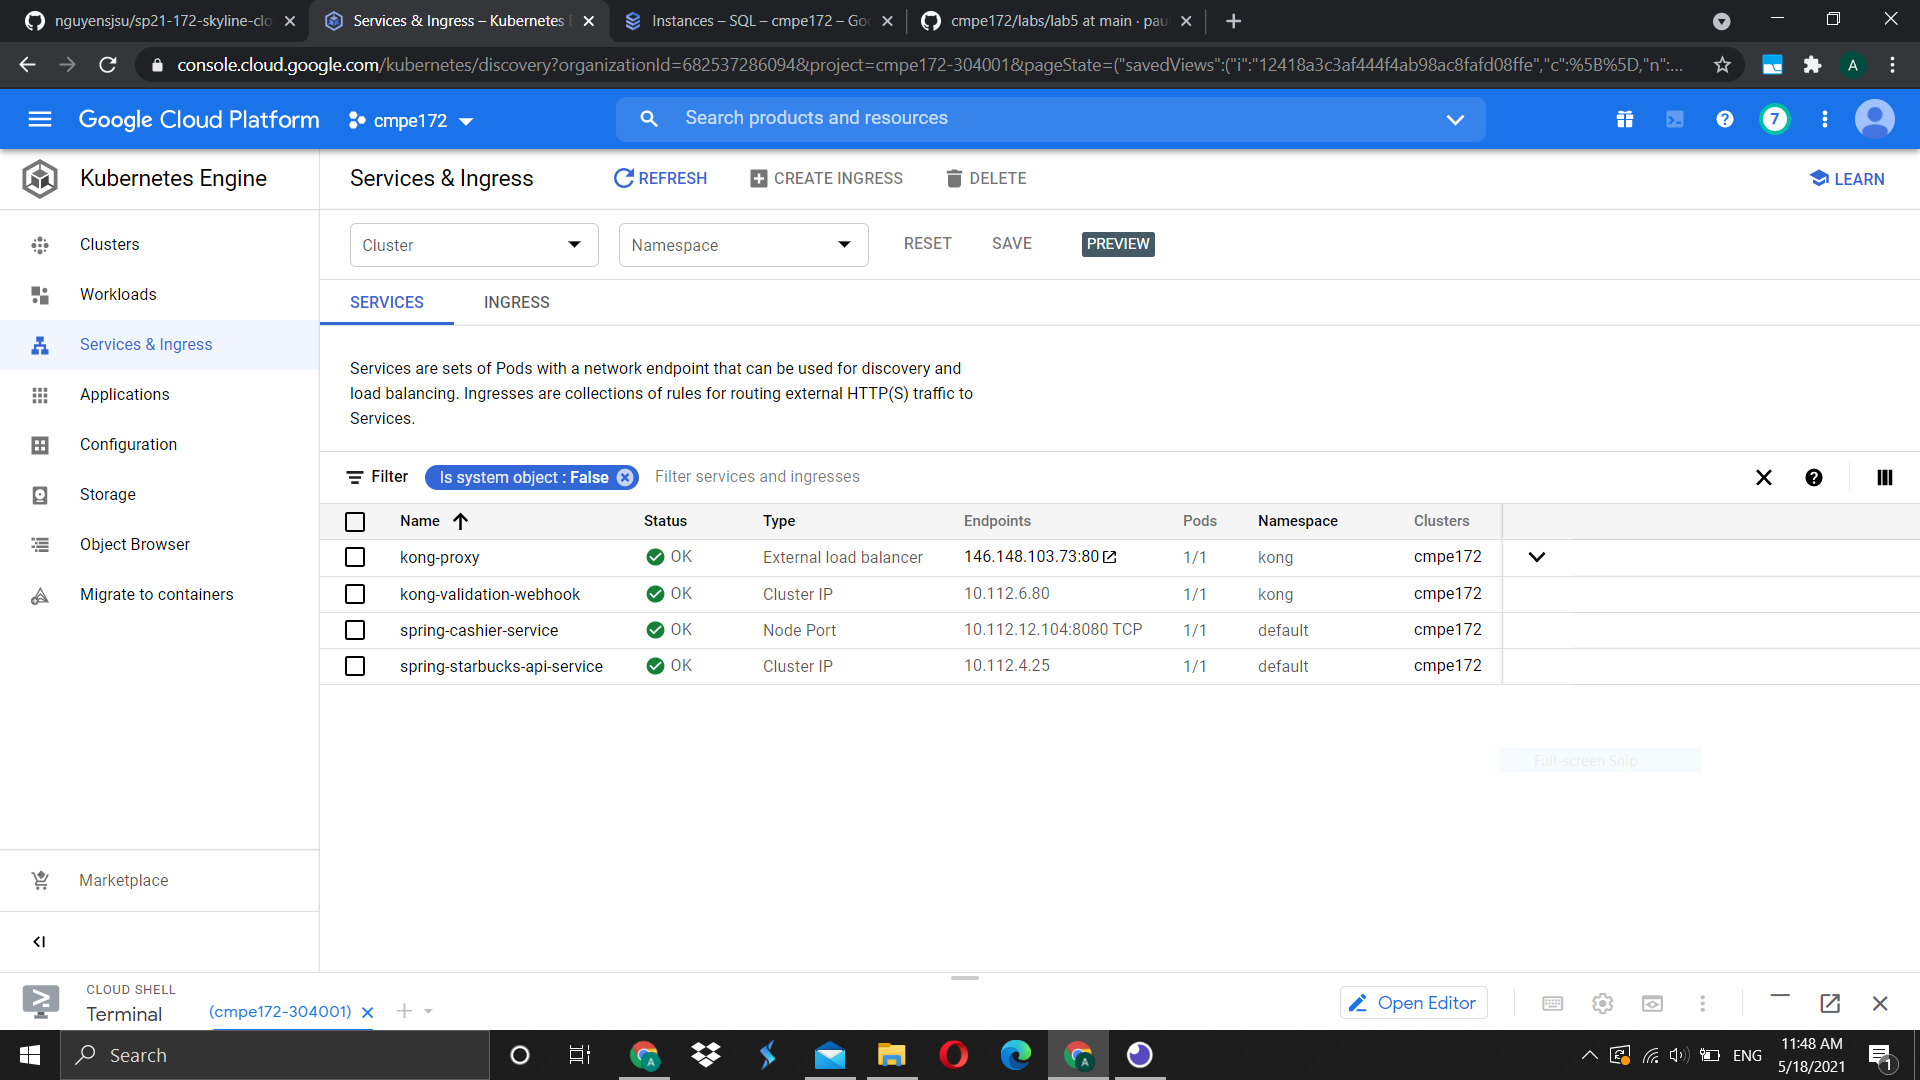 nguyensjsu/sp21-172-skyline-clo
Services & Ingress – Kubernetes E
Instances – SQL – cmpe172 – Goo
cmpe172/labs/lab5 at main · pau
console.cloud.google.com/kubernetes/discovery?organizationId=682537286094&project=cmpe172-304001&pageState=("savedViews":("i":"12418a3c3af444f4ab98ac8fafd08ffe","c":%5B%5D,"n":...
A
Google Cloud Platform
cmpe172
Search products and resources
7
Kubernetes Engine
Services & Ingress
REFRESH
CREATE INGRESS
DELETE
LEARN
Clusters
Workloads
Services & Ingress
Applications
Configuration
Storage
Object Browser
Migrate to containers
Marketplace
Cluster
Namespace
RESET
SAVE
PREVIEW
SERVICES
INGRESS
Services are sets of Pods with a network endpoint that can be used for discovery and
load balancing. Ingresses are collections of rules for routing external HTTP(S) traffic to
Services.
Filter
Is system object : False
Filter services and ingresses
Name Status Type Endpoints Pods Namespace Clusters
kong-proxy OK External load balancer 146.148.103.73:80 1/1 kong cmpe172
kong-validation-webhook OK Cluster IP 10.112.6.80 1/1 kong cmpe172
spring-cashier-service OK Node Port 10.112.12.104:8080 TCP 1/1 default cmpe172
spring-starbucks-api-service OK Cluster IP 10.112.4.25 1/1 default cmpe172
Full-screen Snip
CLOUD SHELL
Terminal
(cmpe172-304001)
Open Editor
Search
ENG
11:48 AM
5/18/2021
1